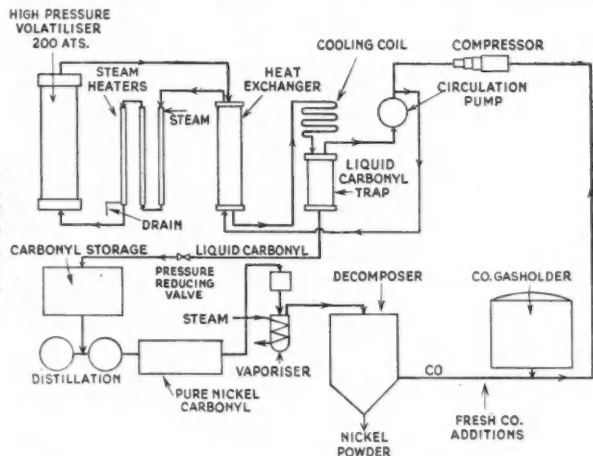 HIGH PRESSURE
VOLATILISER
200 ATS.
STEAM
HEATERS
STEAM
HEAT
EXCHANGER
COOLING COIL
COMPRESSOR
CIRCULATION
PUMP
LIQUID
CARBONYL
TRAP
DRAIN
CARBONYL STORAGE
LIQUID CARBONYL
PRESSURE
REDUCING
VALVE
DECOMPOSER
CO. GASHOLDER
STEAM
DISTILLATION
VAPORISER
PURE NICKEL
CARBONYL
CO
NICKEL
POWDER
FRESH CO.
ADDITIONS